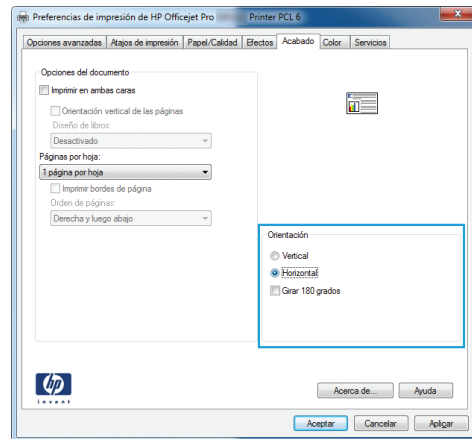 Preferencias de impresión de HP Officejet Pro Printer PCL 6
Opciones avanzadas Atajos de impresión Papel/Calidad Efectos Acabado Color Servicios
Opciones del documento
Imprimir en ambas caras
Orientación vertical de las páginas
Diseño de libros:
Desactivado
Páginas por hoja:
1 página por hoja
Imprimir bordes de página
Orden de páginas:
Derecha y luego abajo
Orientación
Vertical
Horizontal
Girar 180 grados
hp
invent
Acerca de... Ayuda
Aceptar Cancelar Aplicar